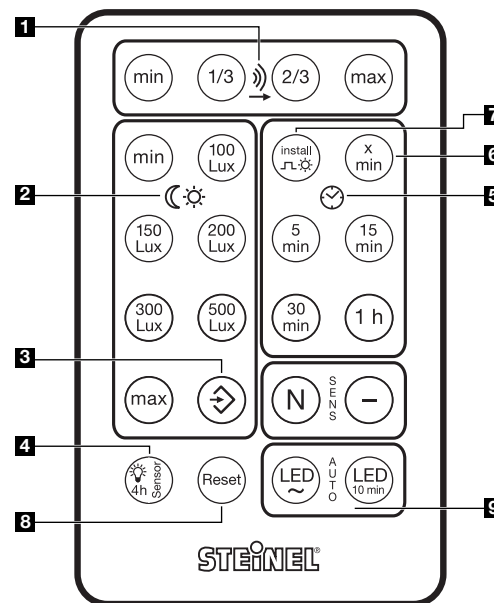 1
min 1/3 2/3 max
7
min 100 Lux install x min
6
2
5
150 Lux 200 Lux 5 min 15 min
300 Lux 500 Lux 30 min 1 h
3
max N SENS –
4
4h Sensor Reset LED ~ AUTO LED 10 min
8
9
STEINEL®